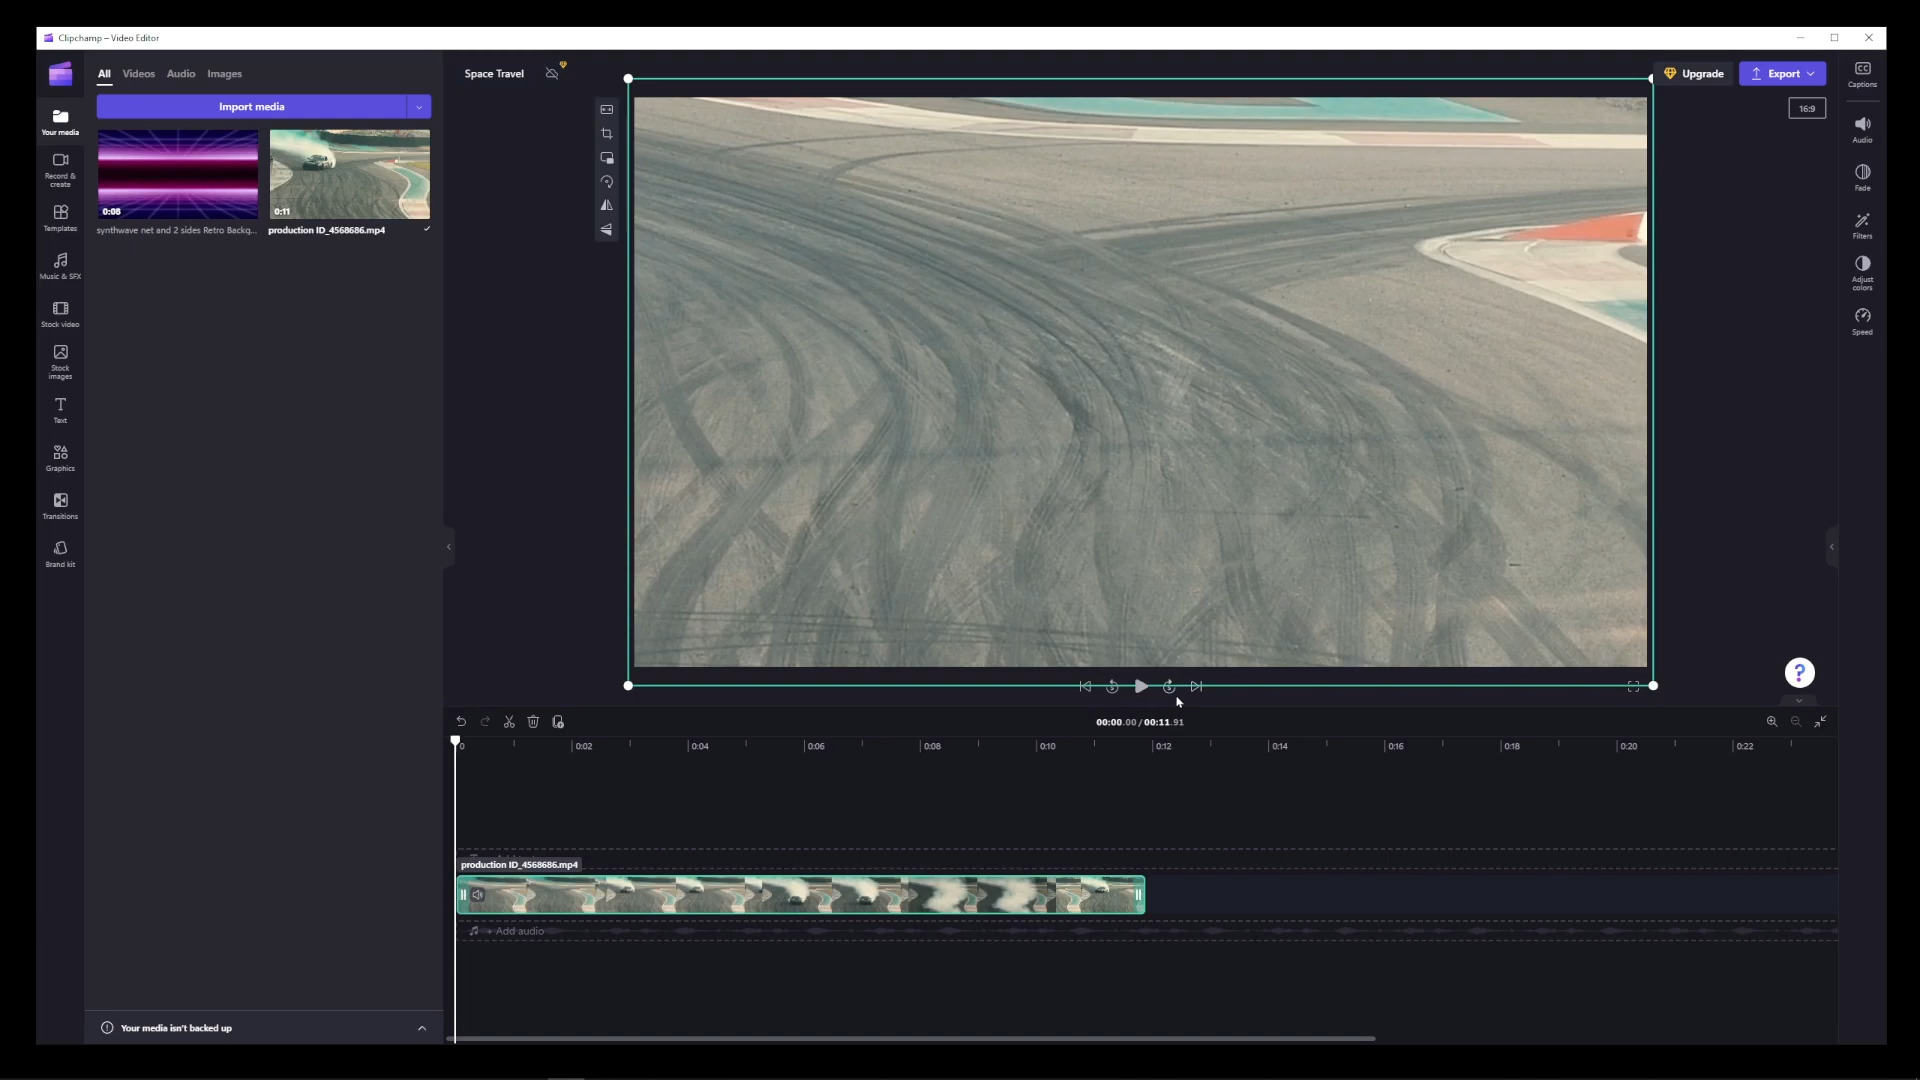 Clipchamp – Video Editor
All Videos Audio Images
Import media
0:08
synthwave net and 2 sides Retro Backg...
0:11
production ID_4568686.mp4
Your media
Record &
create
Templates
Music & SFX
Stock video
Stock
images
Text
Graphics
Transitions
Brand kit
Your media isn't backed up
Space Travel
Upgrade
Export
16:9
CC
Captions
Audio
Fade
Filters
Adjust
colors
Speed
?
00:00.00 / 00:11.91
0 0:02 0:04 0:06 0:08 0:10 0:12 0:14 0:16 0:18 0:20 0:22
production ID_4568686.mp4
+ Add audio